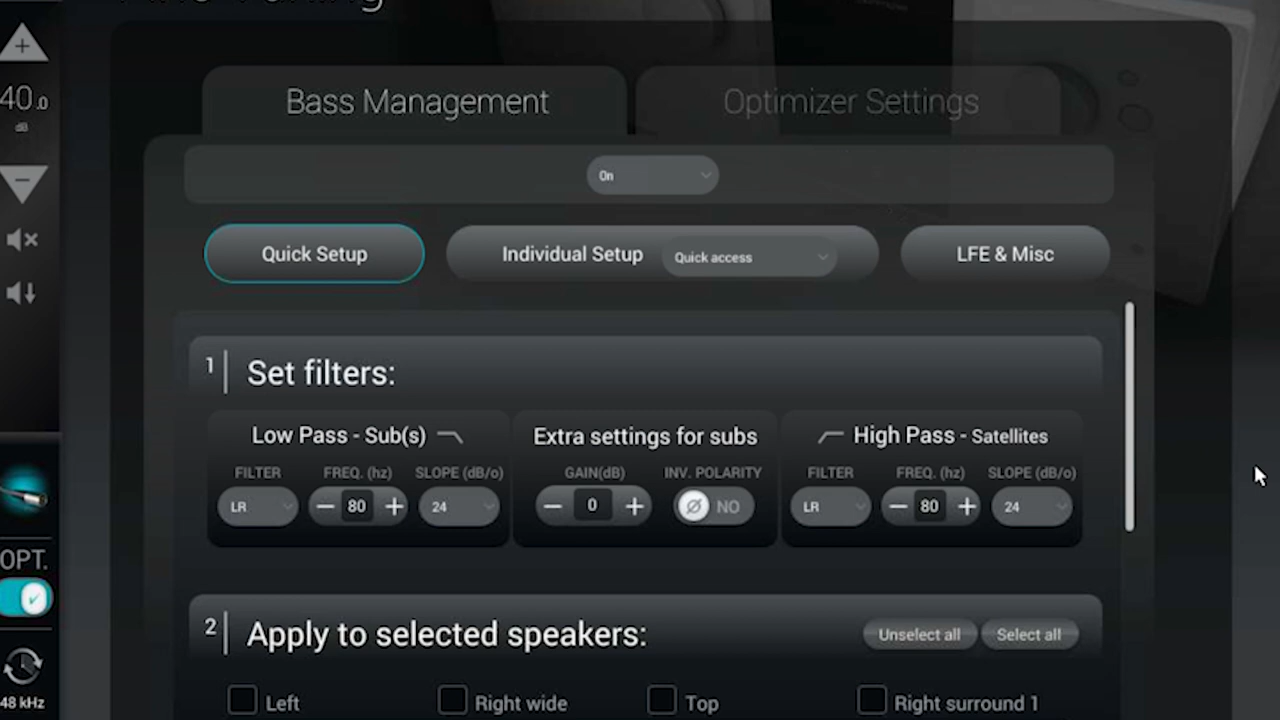 Bass Management
Optimizer Settings
40.0
dB
On
Quick Setup
Individual Setup
Quick access
LFE & Misc
1
Set filters:
Low Pass - Sub(s)
Extra settings for subs
High Pass - Satellites
FILTER FREQ. (hz) SLOPE (dB/o)
GAIN(dB) INV. POLARITY
FILTER FREQ. (hz) SLOPE (dB/o)
LR − 80 + 24
− 0 + Ø NO
LR − 80 + 24
OPT.
2
Apply to selected speakers:
Unselect all
Select all
48 kHz
Left
Right wide
Top
Right surround 1